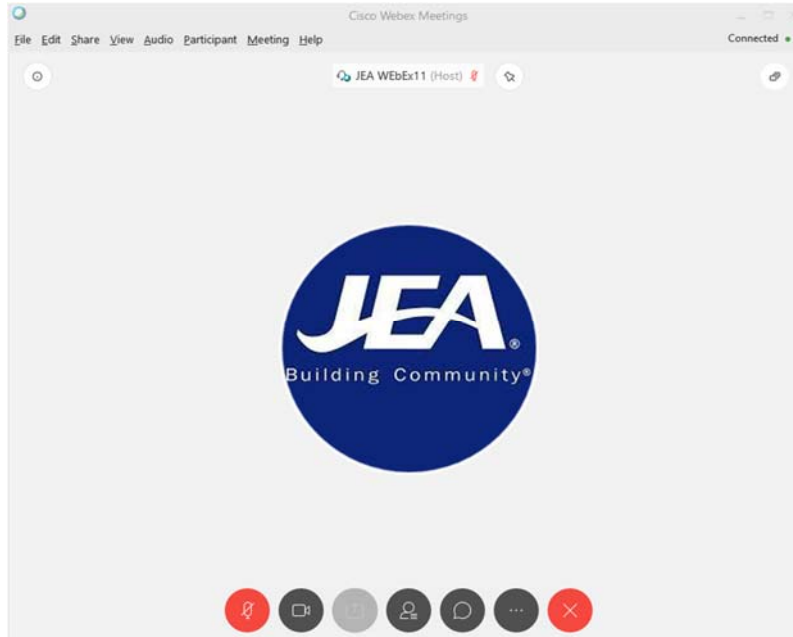 Cisco Webex Meetings
File Edit Share View Audio Participant Meeting Help
Connected
JEA WEbEx11 (Host)
JEA®
Building Community®